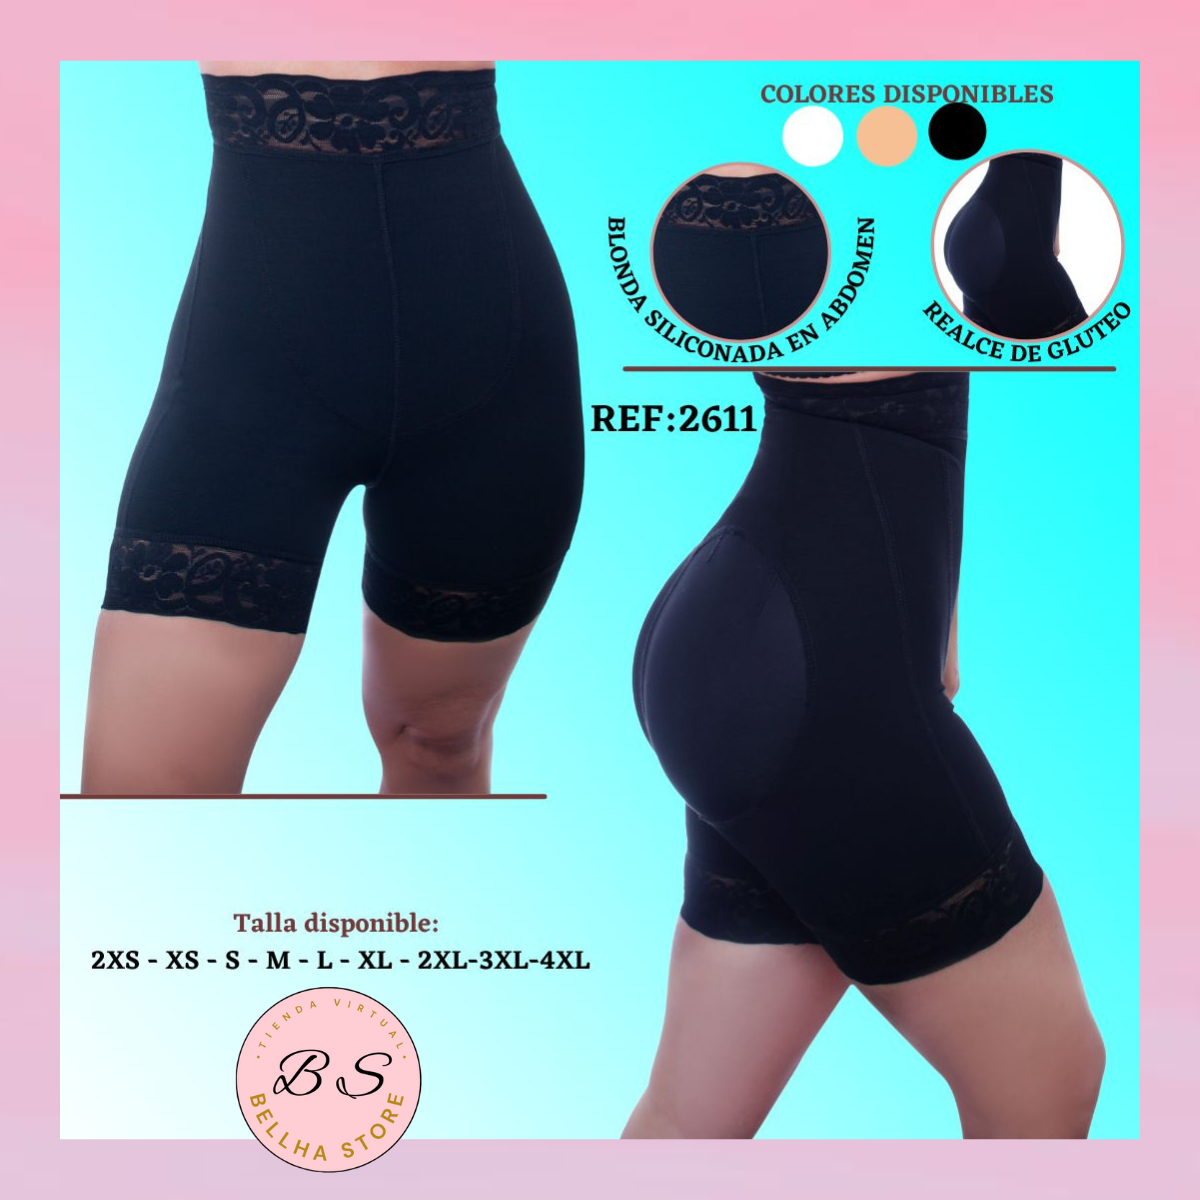 COLORES DISPONIBLES
BLONDA SILICONADA EN ABDOMEN
REALCE DE GLUTEO
REF:2611
Talla disponible:
2XS - XS - S - M - L - XL - 2XL-3XL-4XL
·TIENDA VIRTUAL·
BS
BELLHA STORE